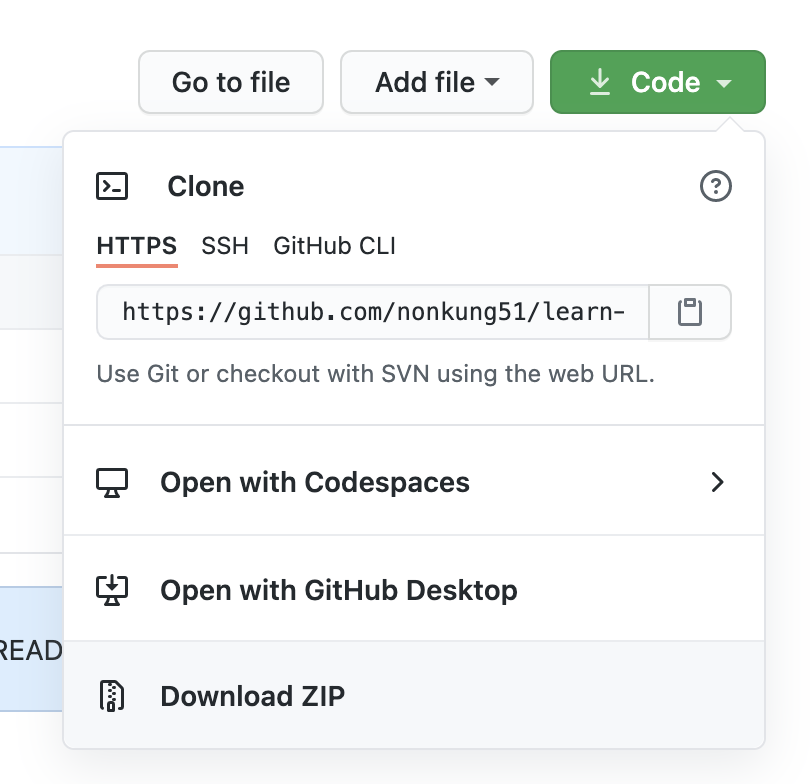 Go to file
Add file
Code
Clone
HTTPS
SSH
GitHub CLI
https://github.com/nonkung51/learn-
Use Git or checkout with SVN using the web URL.
Open with Codespaces
Open with GitHub Desktop
READ
Download ZIP